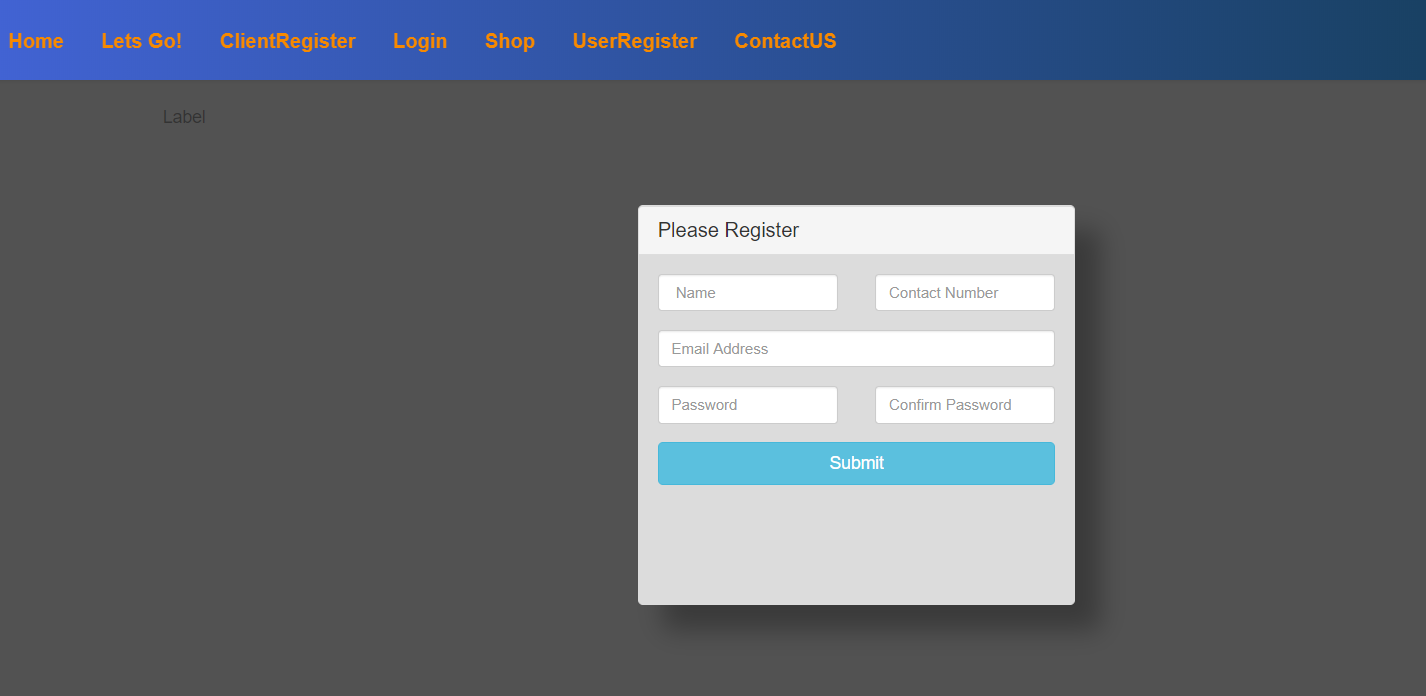 Home Lets Go! ClientRegister Login Shop UserRegister ContactUS
Label
Please Register
Name Contact Number
Email Address
Password Confirm Password
Submit